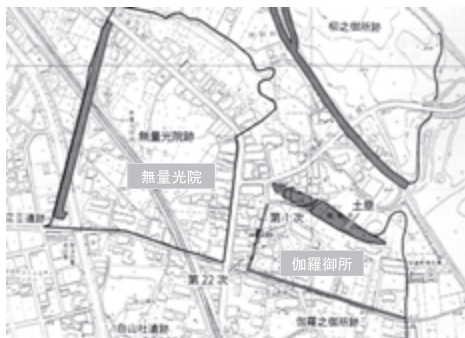 柳之御所跡
無量光院跡
無量光院
土塁
第1次
伽羅御所
第22次
伽羅之御所跡
白山社遺跡